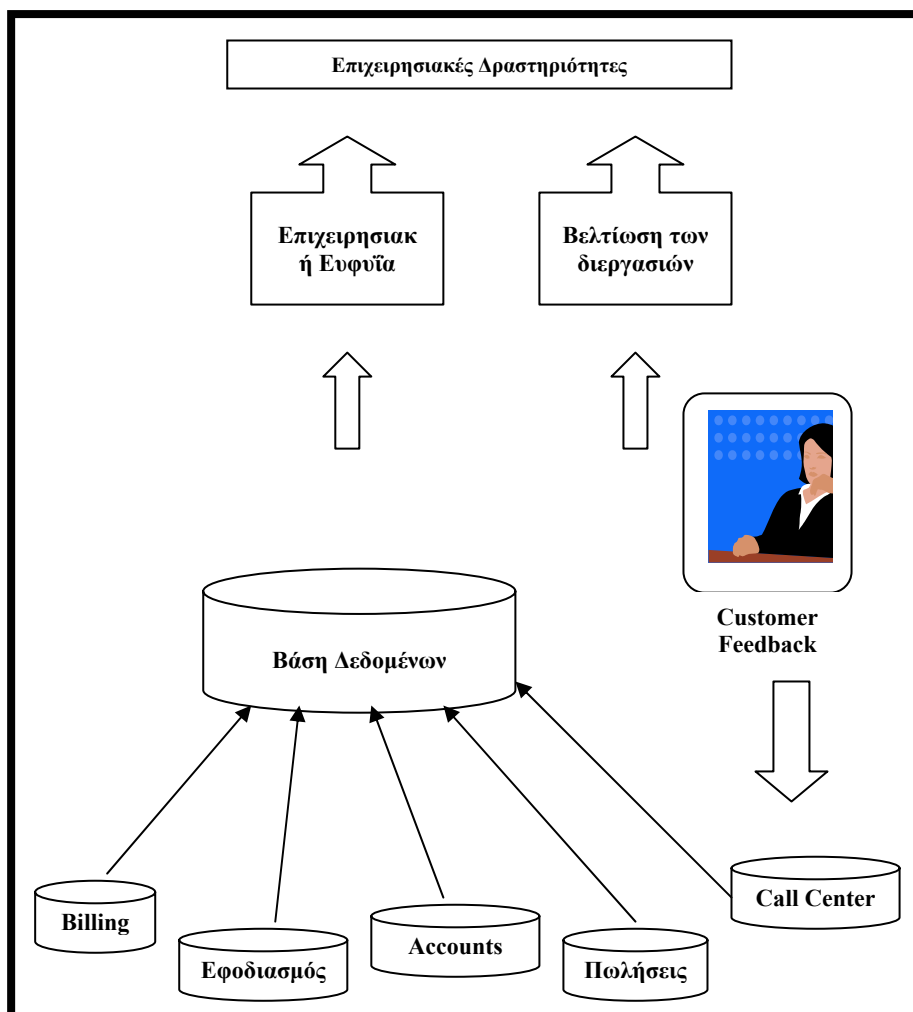 Επιχειρησιακές Δραστηριότητες
Επιχειρησιακ
ή Ευφυΐα
Βελτίωση των
διεργασιών
Customer
Feedback
Βάση Δεδομένων
Billing
Εφοδιασμός
Accounts
Πωλήσεις
Call Center